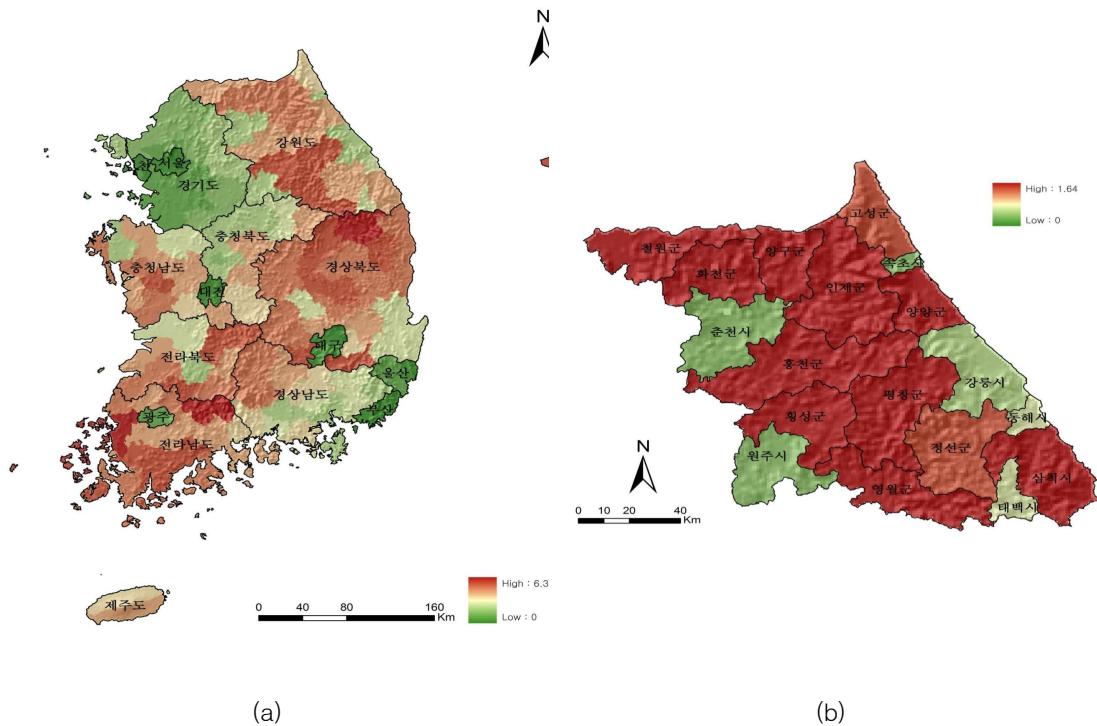 N
강원도
서울
경기도
충청북도
충청남도
경상북도
대전
전라북도
대구
울산
경상남도
부산
광주
전라남도
제주도
0 40 80 160
Km
High : 6.3
Low : 0
(a)
High : 1.64
Low : 0
고성군
철원군
양구군
화천군
속초시
인제군
양양군
춘천시
홍천군
강릉시
평창군
동해시
횡성군
정선군
원주시
삼척시
영월군
태백시
N
0 10 20 40
Km
(b)